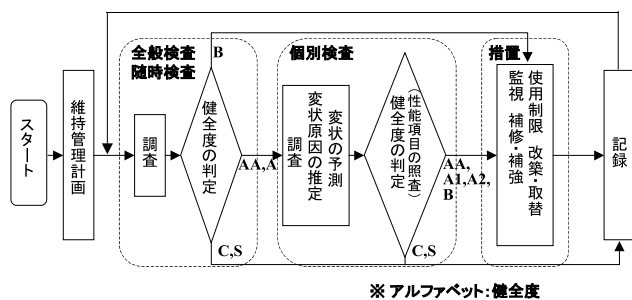 全般検査
随時検査
B
個別検査
措置
スタート
維持管理計画
調査
健全度の判定
AA,A
調査
変状原因の推定
変状の予測
健全度の判定
(性能項目の照査)
AA,
A1,A2,
B
監視 補修・補強
使用制限 改築・取替
記録
C,S
C,S
※ アルファベット:健全度